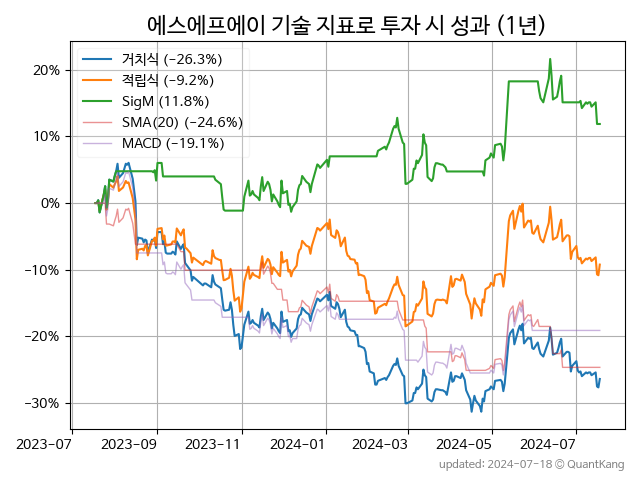 에스에프에이 기술 지표로 투자 시 성과 (1년)
거치식 (−26.3%)
적립식 (−9.2%)
SigM (11.8%)
SMA(20) (−24.6%)
MACD (−19.1%)
20%
10%
0%
−10%
−20%
−30%
2023-07 2023-09 2023-11 2024-01 2024-03 2024-05 2024-07
updated: 2024-07-18 © QuantKang